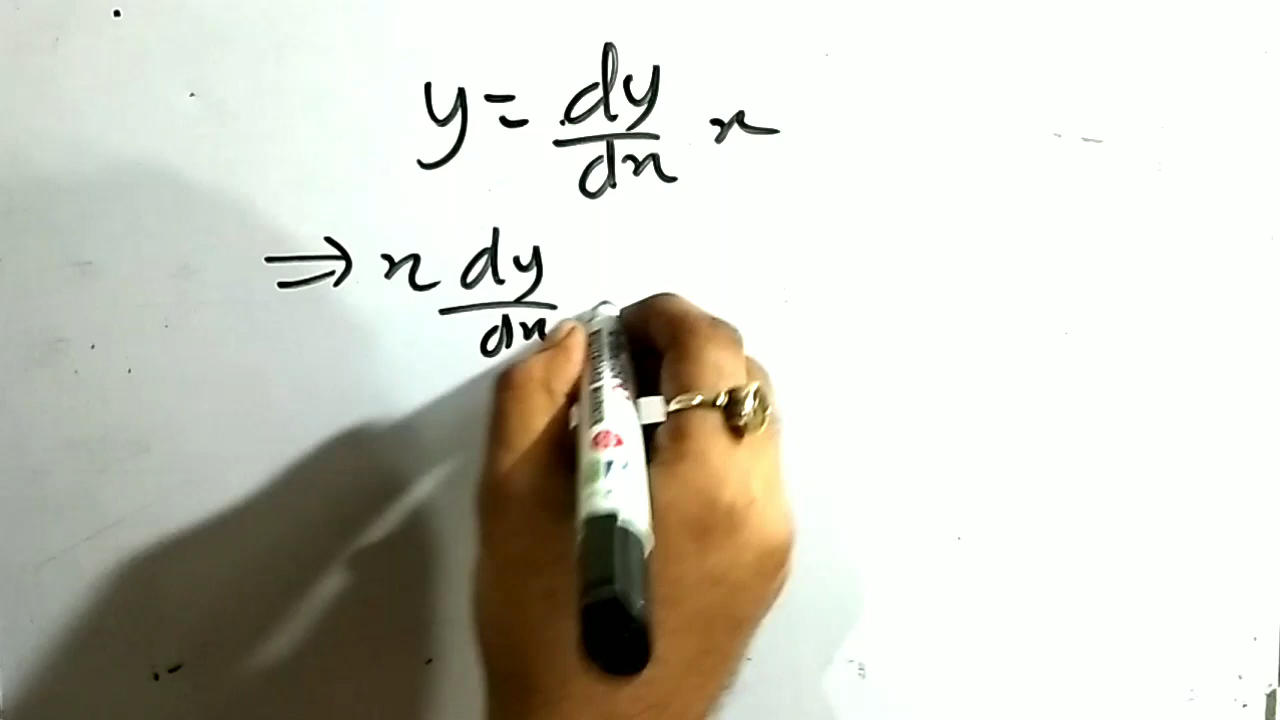 y = dy/dx x
⇒ x dy/dx